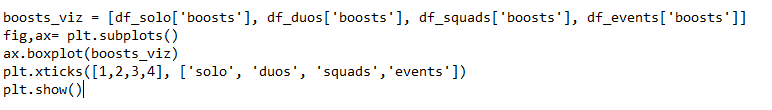 boosts_viz = [df_solo['boosts'], df_duos['boosts'], df_squads['boosts'], df_events['boosts']]
fig,ax= plt.subplots()
ax.boxplot(boosts_viz)
plt.xticks([1,2,3,4], ['solo', 'duos', 'squads','events'])
plt.show()